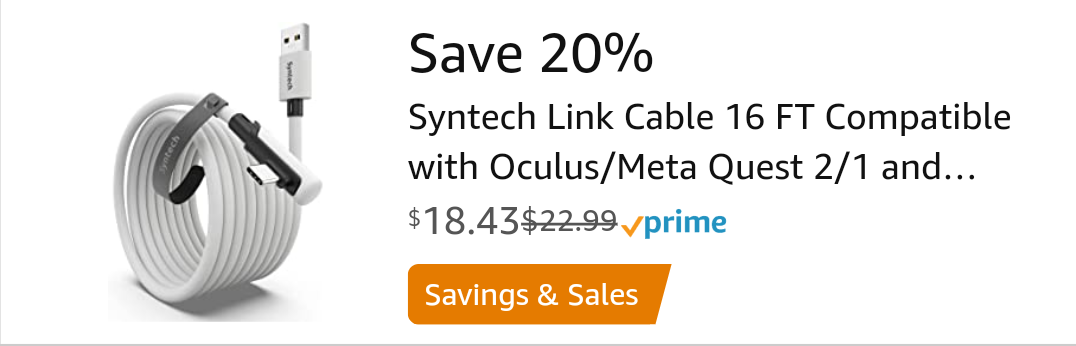 Save 20%
Syntech Link Cable 16 FT Compatible
with Oculus/Meta Quest 2/1 and...
$18.43$22.99 prime
Savings & Sales
Syntech
Syntech